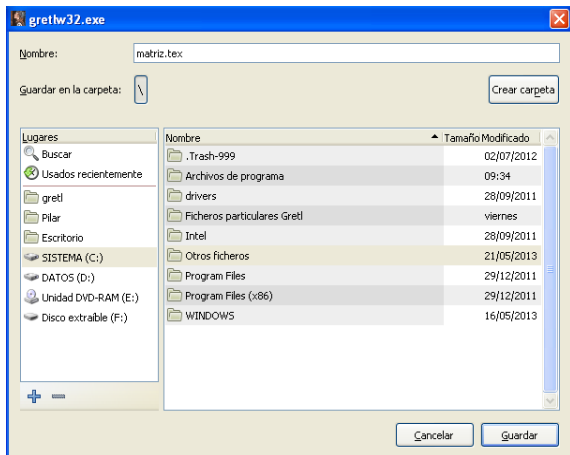 gretlw32.exe
Nombre: matriz.tex
Guardar en la carpeta: \ Crear carpeta
Lugares
Buscar
Usados recientemente
gretl
Pilar
Escritorio
SISTEMA (C:)
DATOS (D:)
Unidad DVD-RAM (E:)
Disco extraíble (F:)
Nombre Tamaño Modificado
.Trash-999 02/07/2012
Archivos de programa 09:34
drivers 28/09/2011
Ficheros particulares Gretl viernes
Intel 28/09/2011
Otros ficheros 21/05/2013
Program Files 29/12/2011
Program Files (x86) 29/12/2011
WINDOWS 16/05/2013
Cancelar Guardar